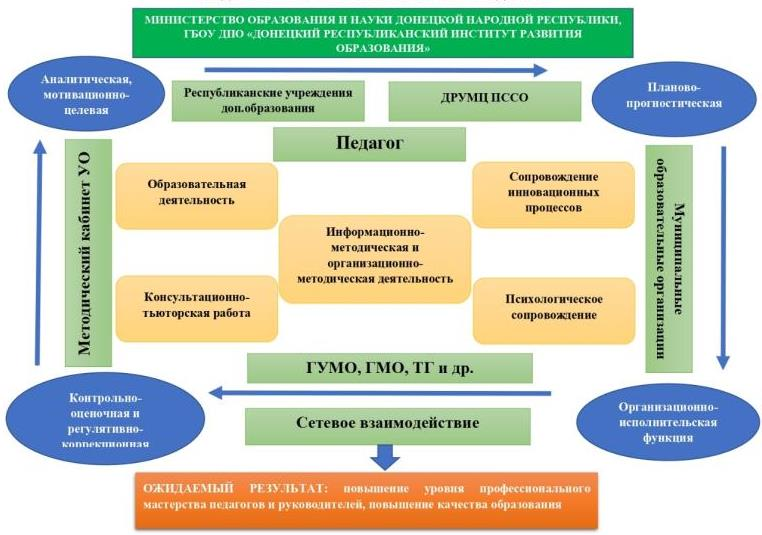 МИНИСТЕРСТВО ОБРАЗОВАНИЯ И НАУКИ ДОНЕЦКОЙ НАРОДНОЙ РЕСПУБЛИКИ,
ГБОУ ДПО «ДОНЕЦКИЙ РЕСПУБЛИКАНСКИЙ ИНСТИТУТ РАЗВИТИЯ
ОБРАЗОВАНИЯ»
Аналитическая,
мотивационно-
целевая
Республиканские учреждения
доп.образования
ДРУМЦ ПССО
Планово-
прогностическая
Педагог
Методический кабинет УО
Образовательная
деятельность
Сопровождение
инновационных
процессов
Информационно-
методическая и
организационно-
методическая деятельность
Консультационно-
тьюторская работа
Психологическое
сопровождение
Муниципальные
образовательные организации
ГУМО, ГМО, ТГ и др.
Контрольно-
оценочная и
регулятивно-
коррекционная
Сетевое взаимодействие
Организационно-
исполнительская
функция
ОЖИДАЕМЫЙ РЕЗУЛЬТАТ: повышение уровня профессионального
мастерства педагогов и руководителей, повышение качества образования